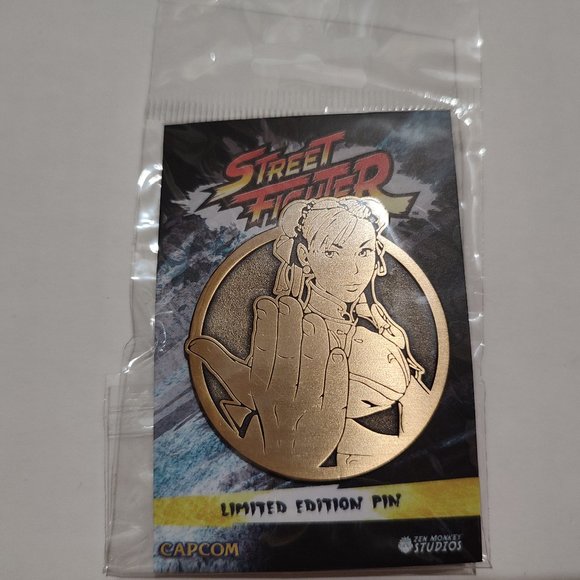 STREET
FIGHTER
LIMITED EDITION PIN
CAPCOM
ZEN MONKEY
STUDIOS